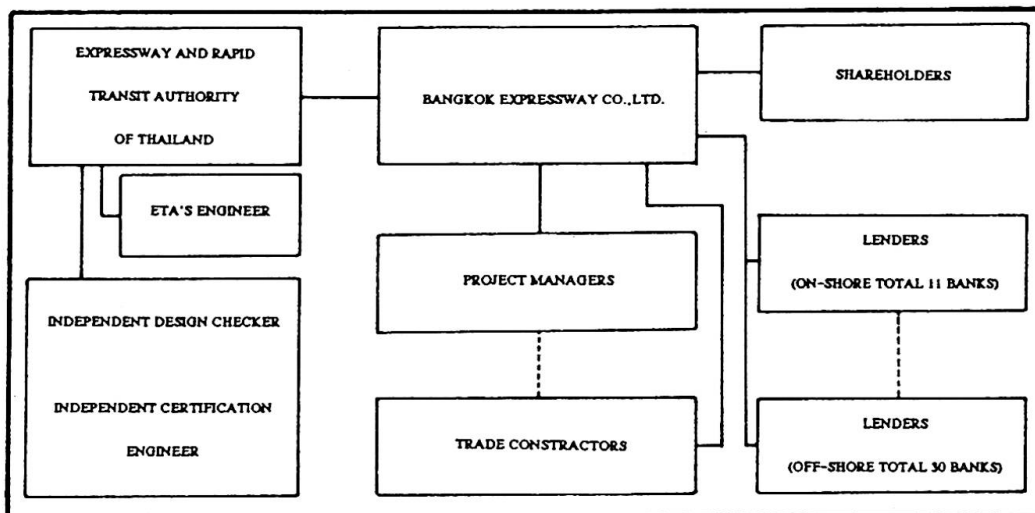 EXPRESSWAY AND RAPID
TRANSIT AUTHORITY
OF THAILAND
BANGKOK EXPRESSWAY CO.,LTD.
SHAREHOLDERS
ETA'S ENGINEER
PROJECT MANAGERS
LENDERS
(ON-SHORE TOTAL 11 BANKS)
INDEPENDENT DESIGN CHECKER
INDEPENDENT CERTIFICATION
ENGINEER
TRADE CONSTRACTORS
LENDERS
(OFF-SHORE TOTAL 30 BANKS)